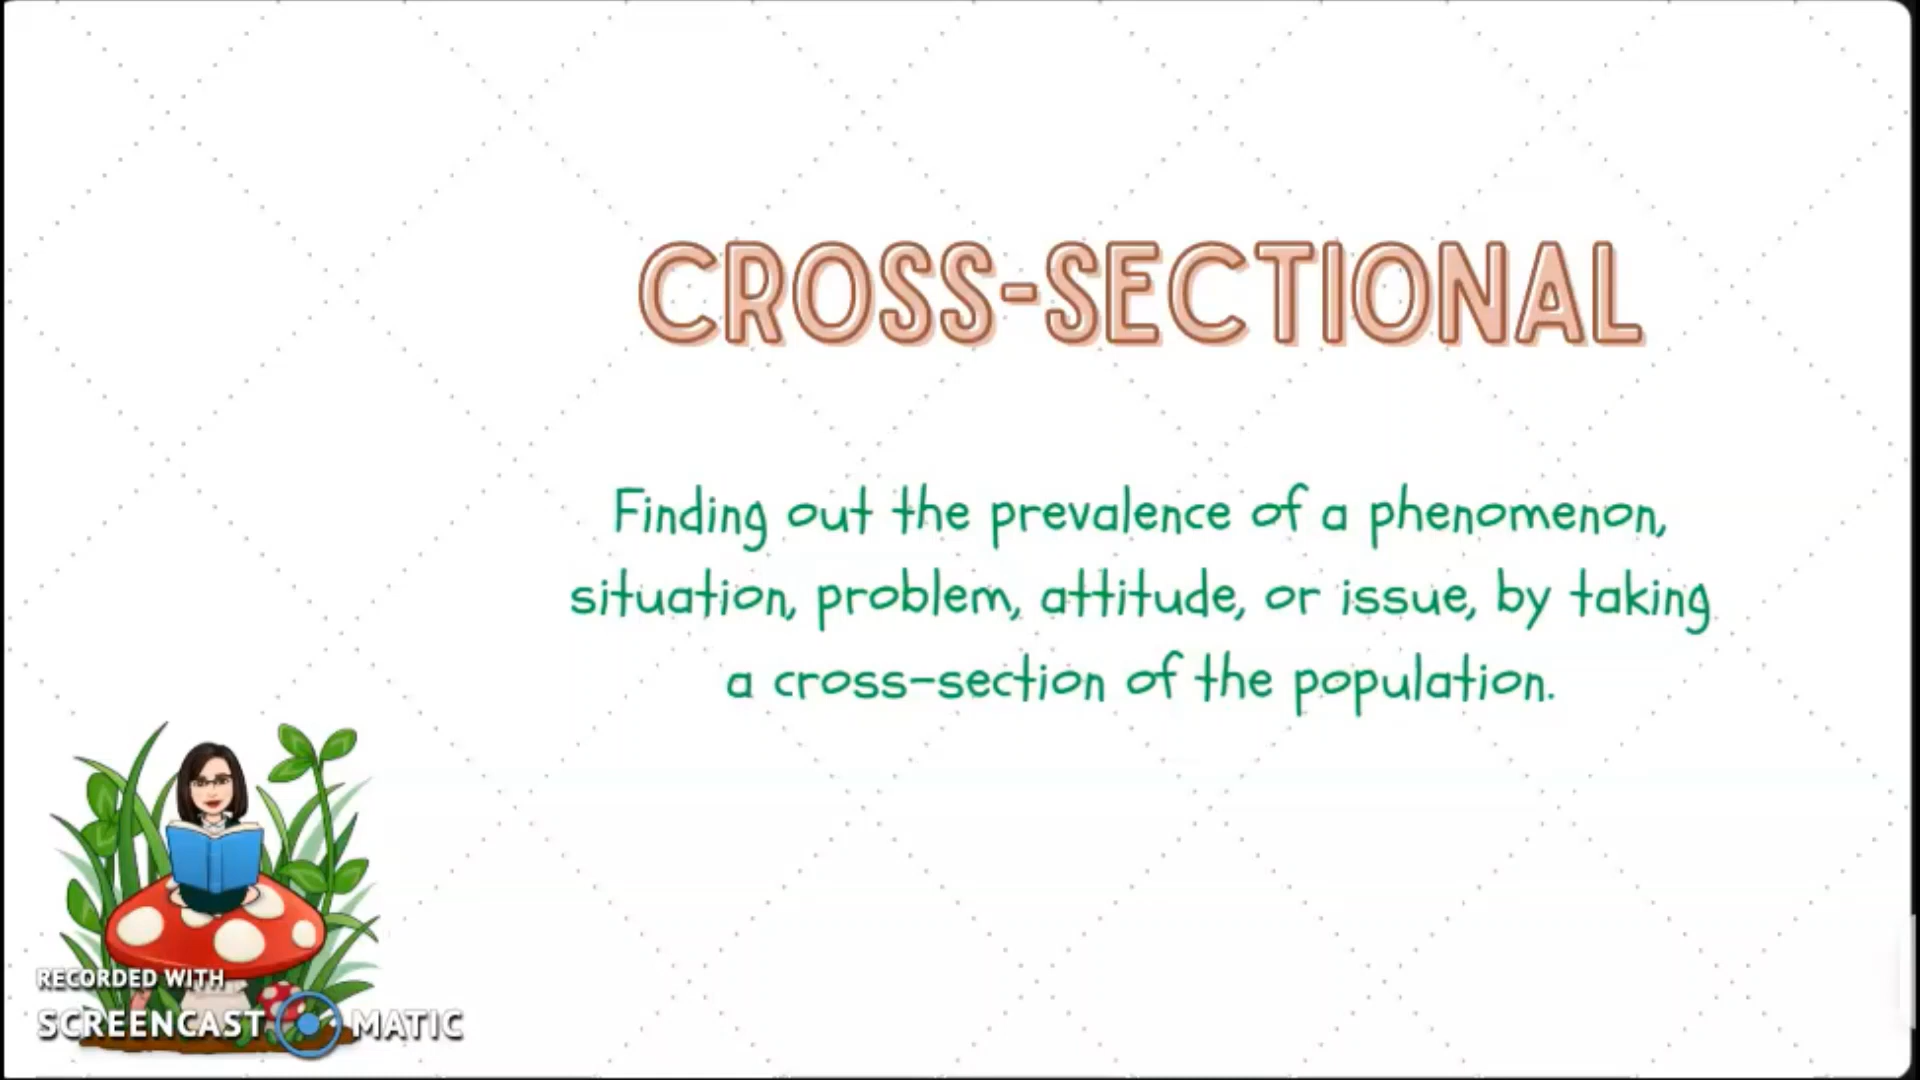 CROSS-SECTIONAL
Finding out the prevalence of a phenomenon,
situation, problem, attitude, or issue, by taking
a cross-section of the population.
RECORDED WITH
SCREENCAST MATIC